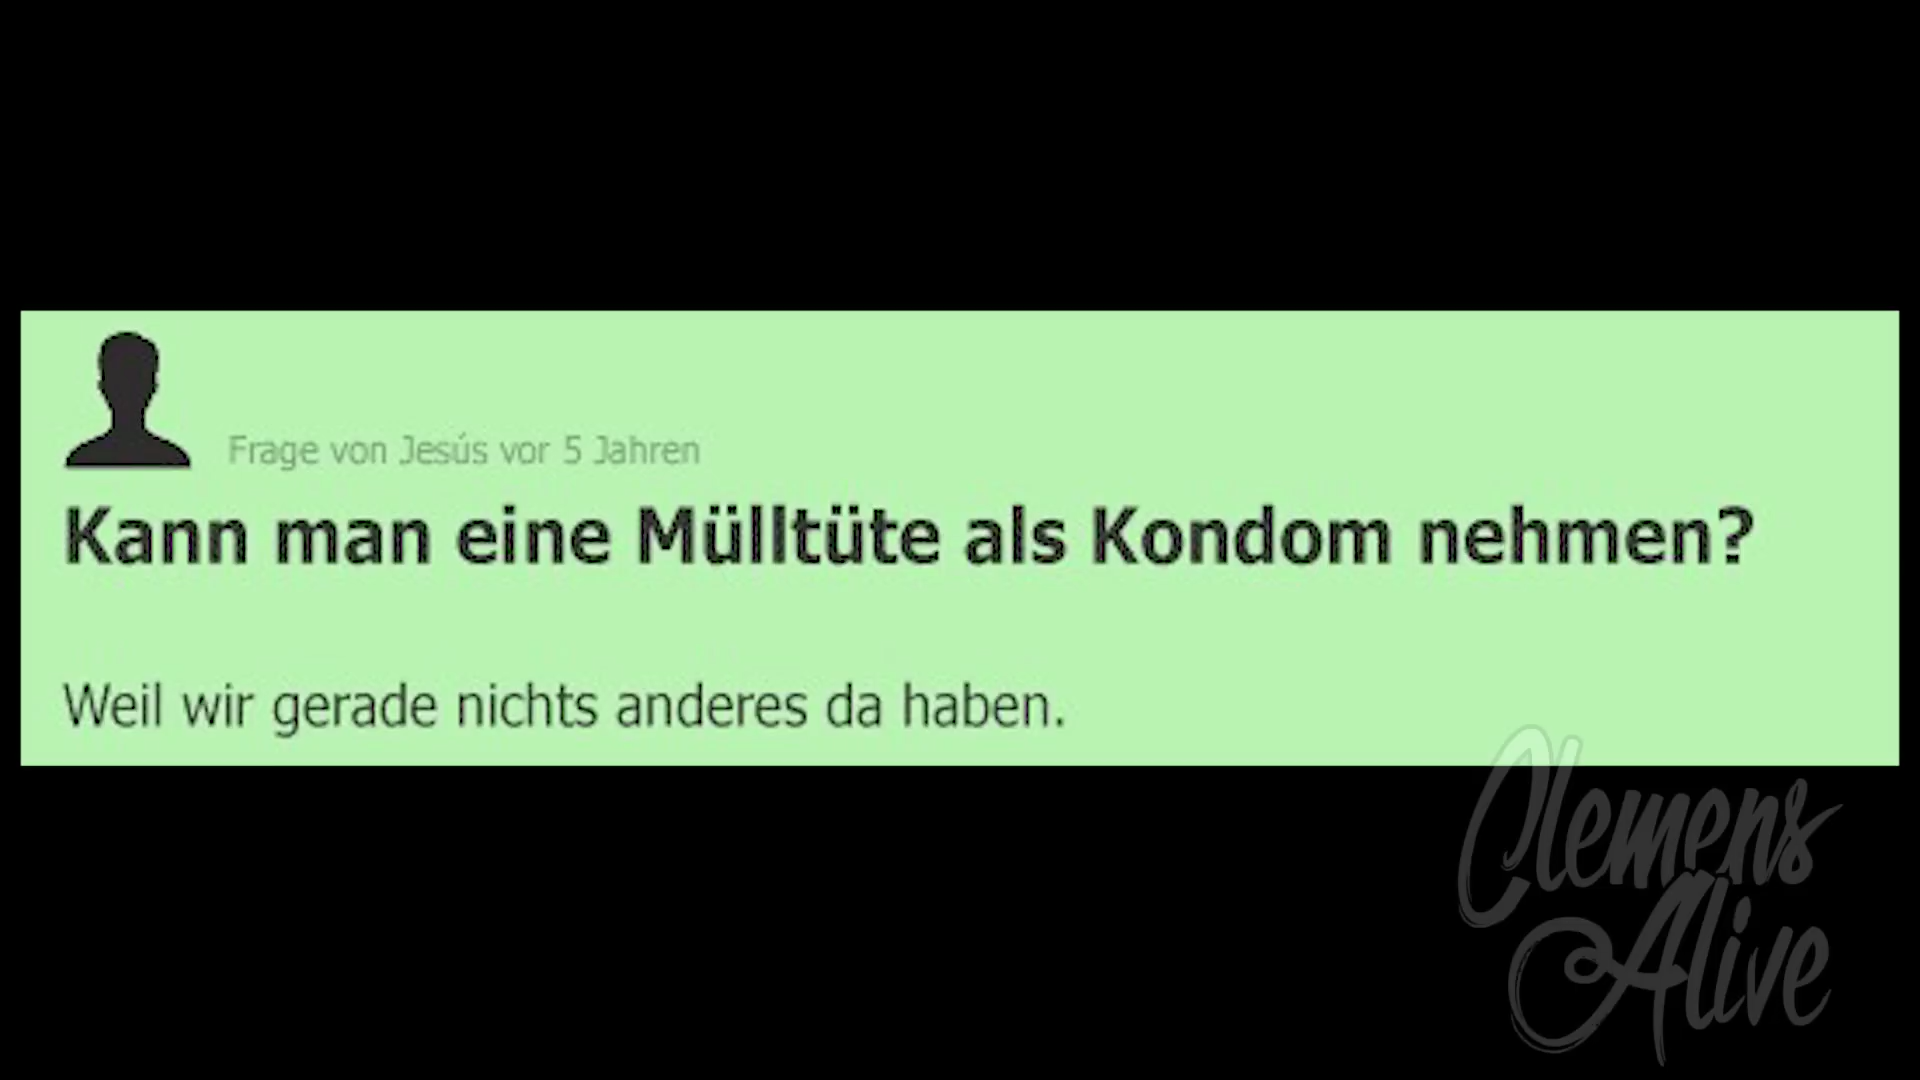 Frage von Jesús vor 5 Jahren
Kann man eine Mülltüte als Kondom nehmen?
Weil wir gerade nichts anderes da haben.
Clemens
Alive